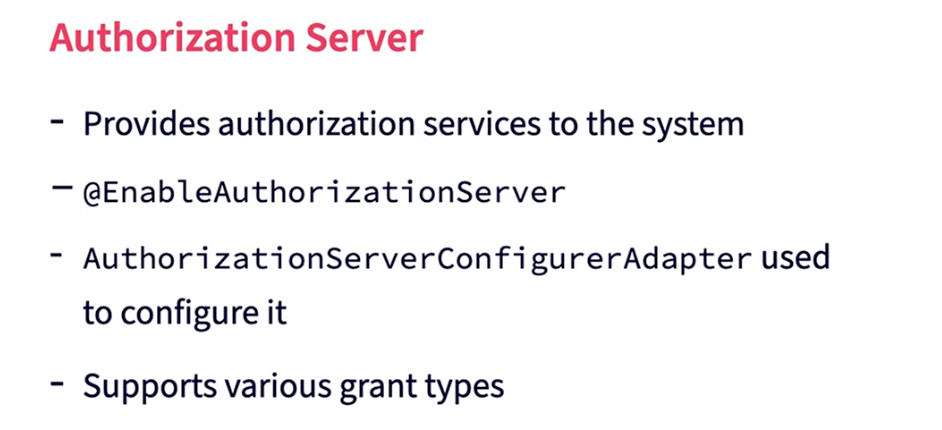 Authorization Server
- Provides authorization services to the system
- @EnableAuthorizationServer
- AuthorizationServerConfigurerAdapter used
to configure it
- Supports various grant types